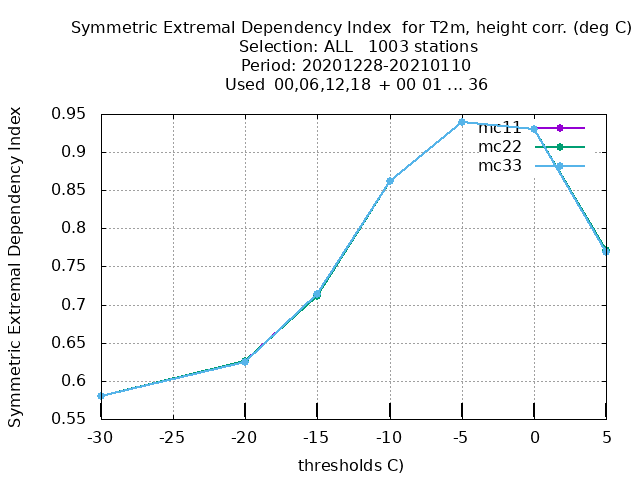 Symmetric Extremal Dependency Index  for T2m, height corr. (deg C)
Selection: ALL   1003 stations
Period: 20201228-20210110
Used  00,06,12,18  + 00 01 ... 36
Symmetric Extremal Dependency Index
0.95
0.9
0.85
0.8
0.75
0.7
0.65
0.6
0.55
mc11
mc22
mc33
-30 -25 -20 -15 -10 -5 0 5
thresholds C)